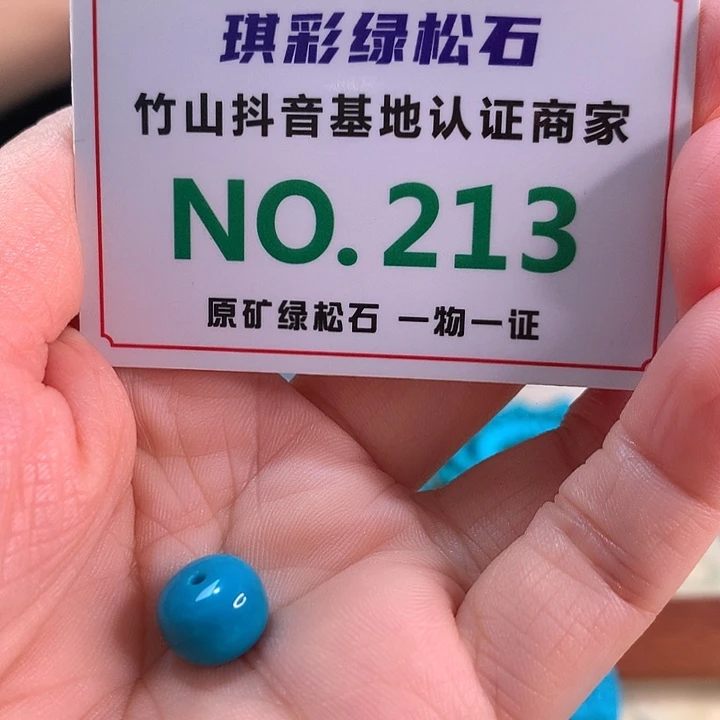 琪彩绿松石
竹山抖音基地认证商家
NO.213
原矿绿松石 一物一证